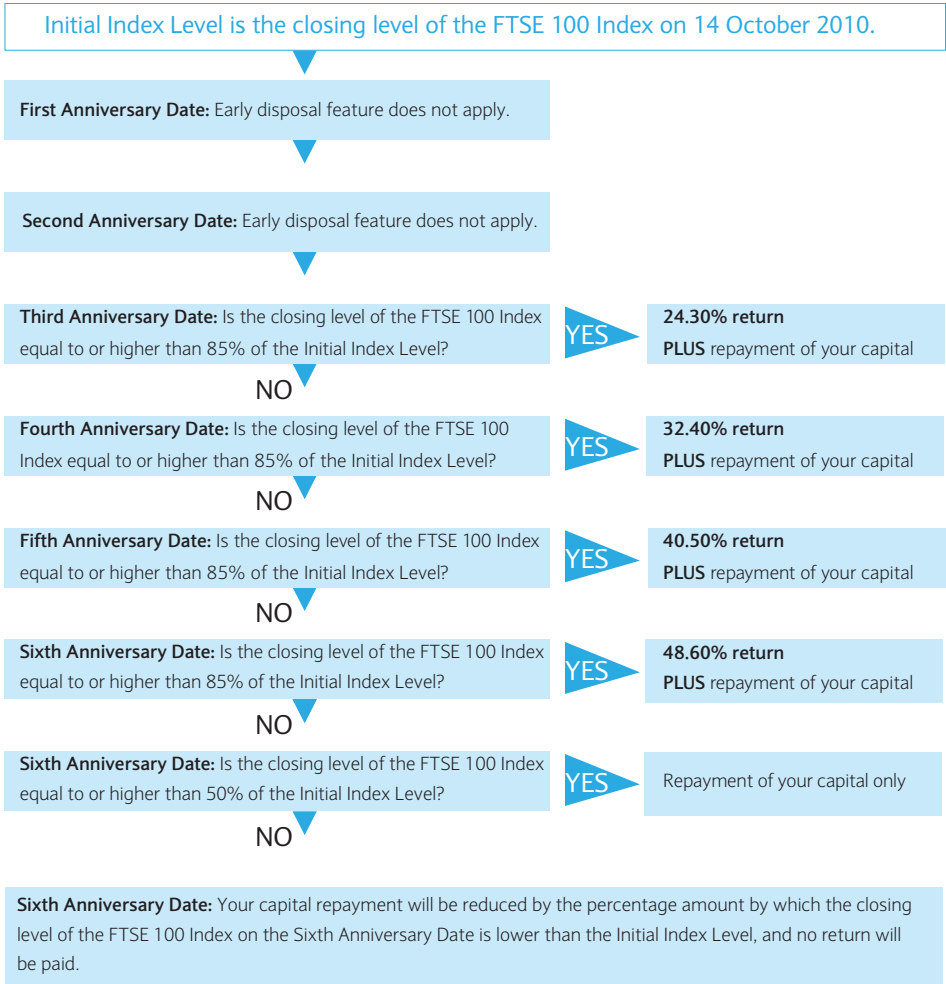 Initial Index Level is the closing level of the FTSE 100 Index on 14 October 2010.
First Anniversary Date: Early disposal feature does not apply.
Second Anniversary Date: Early disposal feature does not apply.
Third Anniversary Date: Is the closing level of the FTSE 100 Index
equal to or higher than 85% of the Initial Index Level?
YES
24.30% return
PLUS repayment of your capital
NO
Fourth Anniversary Date: Is the closing level of the FTSE 100
Index equal to or higher than 85% of the Initial Index Level?
YES
32.40% return
PLUS repayment of your capital
NO
Fifth Anniversary Date: Is the closing level of the FTSE 100 Index
equal to or higher than 85% of the Initial Index Level?
YES
40.50% return
PLUS repayment of your capital
NO
Sixth Anniversary Date: Is the closing level of the FTSE 100 Index
equal to or higher than 85% of the Initial Index Level?
YES
48.60% return
PLUS repayment of your capital
NO
Sixth Anniversary Date: Is the closing level of the FTSE 100 Index
equal to or higher than 50% of the Initial Index Level?
YES
Repayment of your capital only
NO
Sixth Anniversary Date: Your capital repayment will be reduced by the percentage amount by which the closing
level of the FTSE 100 Index on the Sixth Anniversary Date is lower than the Initial Index Level, and no return will
be paid.